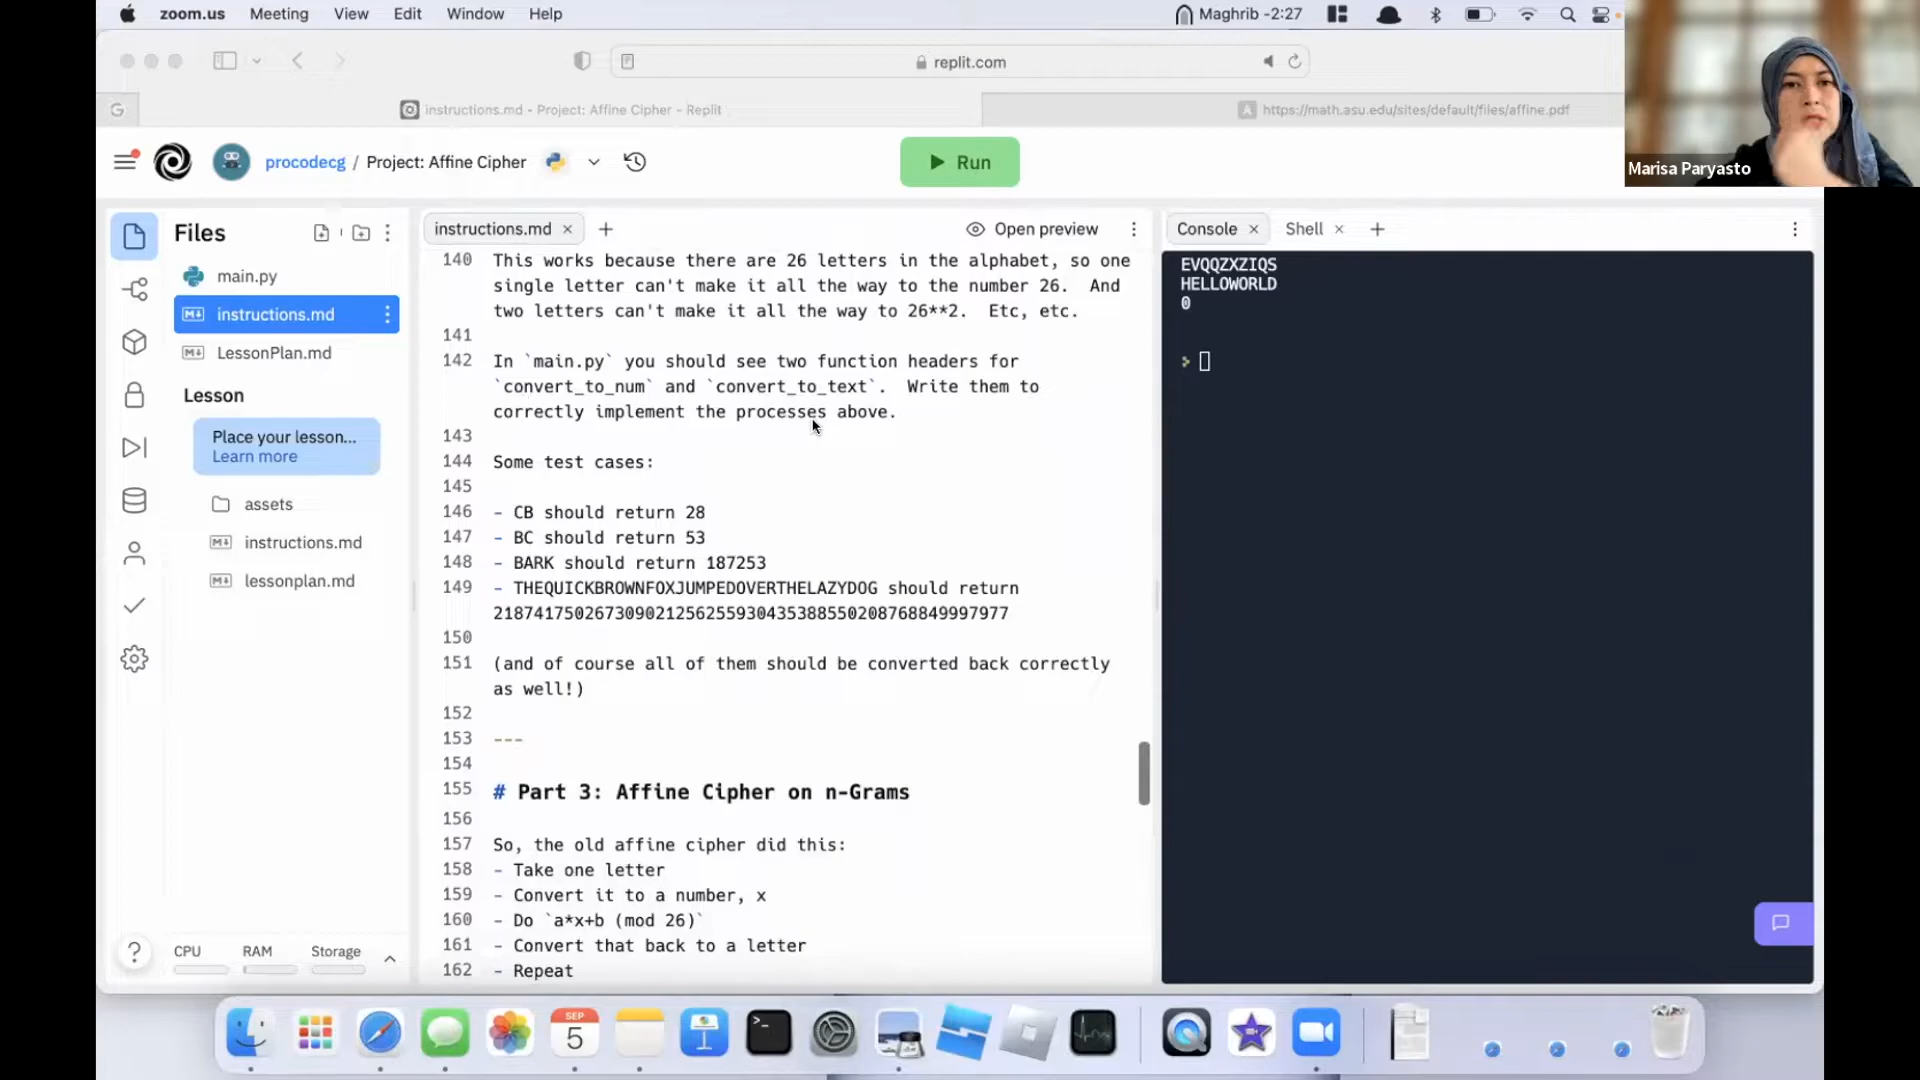 zoom.us Meeting View Edit Window Help Maghrib -2:27
replit.com
G instructions.md - Project: Affine Cipher - Replit https://math.asu.edu/sites/default/files/affine.pdf
procodecg / Project: Affine Cipher Run
Marisa Paryasto
Files
main.py
instructions.md
LessonPlan.md
Lesson
Place your lesson...
Learn more
assets
instructions.md
lessonplan.md
CPU RAM Storage
?
instructions.md × + Open preview
140 This works because there are 26 letters in the alphabet, so one
single letter can't make it all the way to the number 26. And
two letters can't make it all the way to 26**2. Etc, etc.
141
142 In `main.py` you should see two function headers for
`convert_to_num` and `convert_to_text`. Write them to
correctly implement the processes above.
143
144 Some test cases:
145
146 - CB should return 28
147 - BC should return 53
148 - BARK should return 187253
149 - THEQUICKBROWNFOXJUMPEDOVERTHELAZYDOG should return
218741750267309021256255930435388550208768849997977
150
151 (and of course all of them should be converted back correctly
as well!)
152
153 ---
154
155 # Part 3: Affine Cipher on n-Grams
156
157 So, the old affine cipher did this:
158 - Take one letter
159 - Convert it to a number, x
160 - Do `a*x+b (mod 26)`
161 - Convert that back to a letter
162 - Repeat
Console × Shell × +
EVQQZXZIQS
HELLOWORLD
0
SEP
5